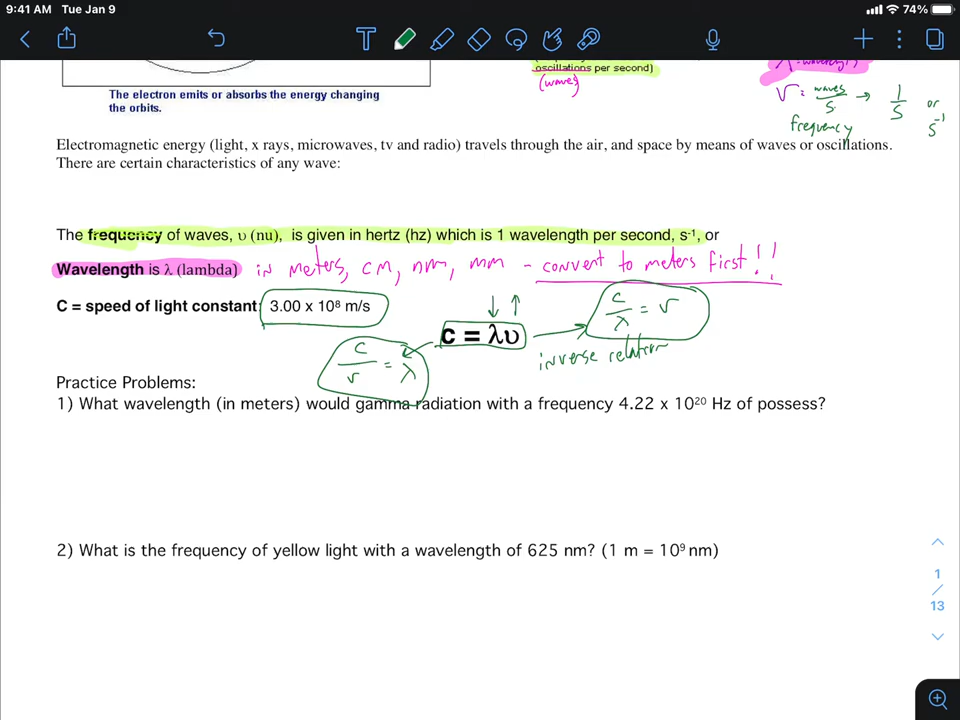 9:41 AM Tue Jan 9
74%
T
oscillations per second)
(waves)
ν = waves/s → 1/s or s⁻¹
frequency
The electron emits or absorbs the energy changing
the orbits.
Electromagnetic energy (light, x rays, microwaves, tv and radio) travels through the air, and space by means of waves or oscillations.
There are certain characteristics of any wave:
The frequency of waves, υ (nu), is given in hertz (hz) which is 1 wavelength per second, s⁻¹, or
Wavelength is λ (lambda) in meters, cm, nm, mm - convert to meters first!!
C = speed of light constant: 3.00 x 10⁸ m/s
↓ ↑
c/λ = ν
c = λυ
inverse relation
c/ν = λ
Practice Problems:
1) What wavelength (in meters) would gamma radiation with a frequency 4.22 x 10²⁰ Hz of possess?
2) What is the frequency of yellow light with a wavelength of 625 nm? (1 m = 10⁹ nm)
1
/
13